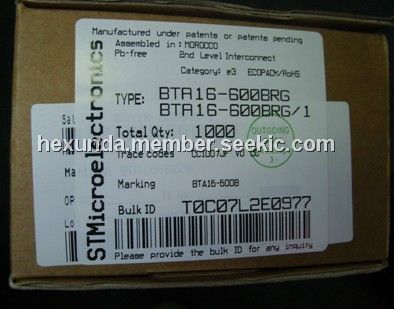 Manufactured under patents or patents pending
Assembled in: MOROCCO
Pb-free 2nd Level Interconnect
Category: e3 ECOPACK/RoHS
STMicroelectronics
TYPE: BTA16-600BRG
BTA16-600BRG/1
Total Qty: 1000
OUTGOING
hexunda.member.seekic.com
Trace codes
Marking BTA16-600B
Bulk ID T0C07L2E0977
Please provide the bulk ID for any inquiry